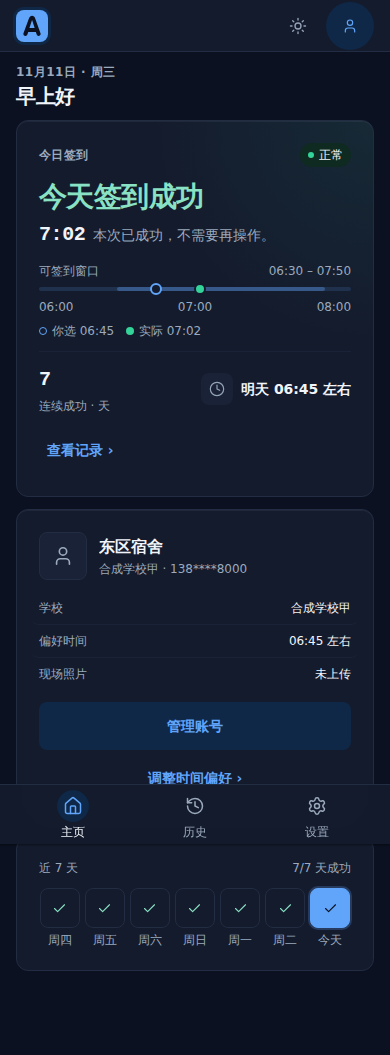 A
11月11日 · 周三
早上好
今日签到
正常
今天签到成功
7:02 本次已成功，不需要再操作。
可签到窗口 06:30 – 07:50
06:00 07:00 08:00
你选 06:45 实际 07:02
7
连续成功 · 天
明天 06:45 左右
查看记录 ›
东区宿舍
合成学校甲 · 138****8000
学校 合成学校甲
偏好时间 06:45 左右
现场照片 未上传
管理账号
调整时间偏好 ›
主页 历史 设置
近 7 天 7/7 天成功
周四 周五 周六 周日 周一 周二 今天